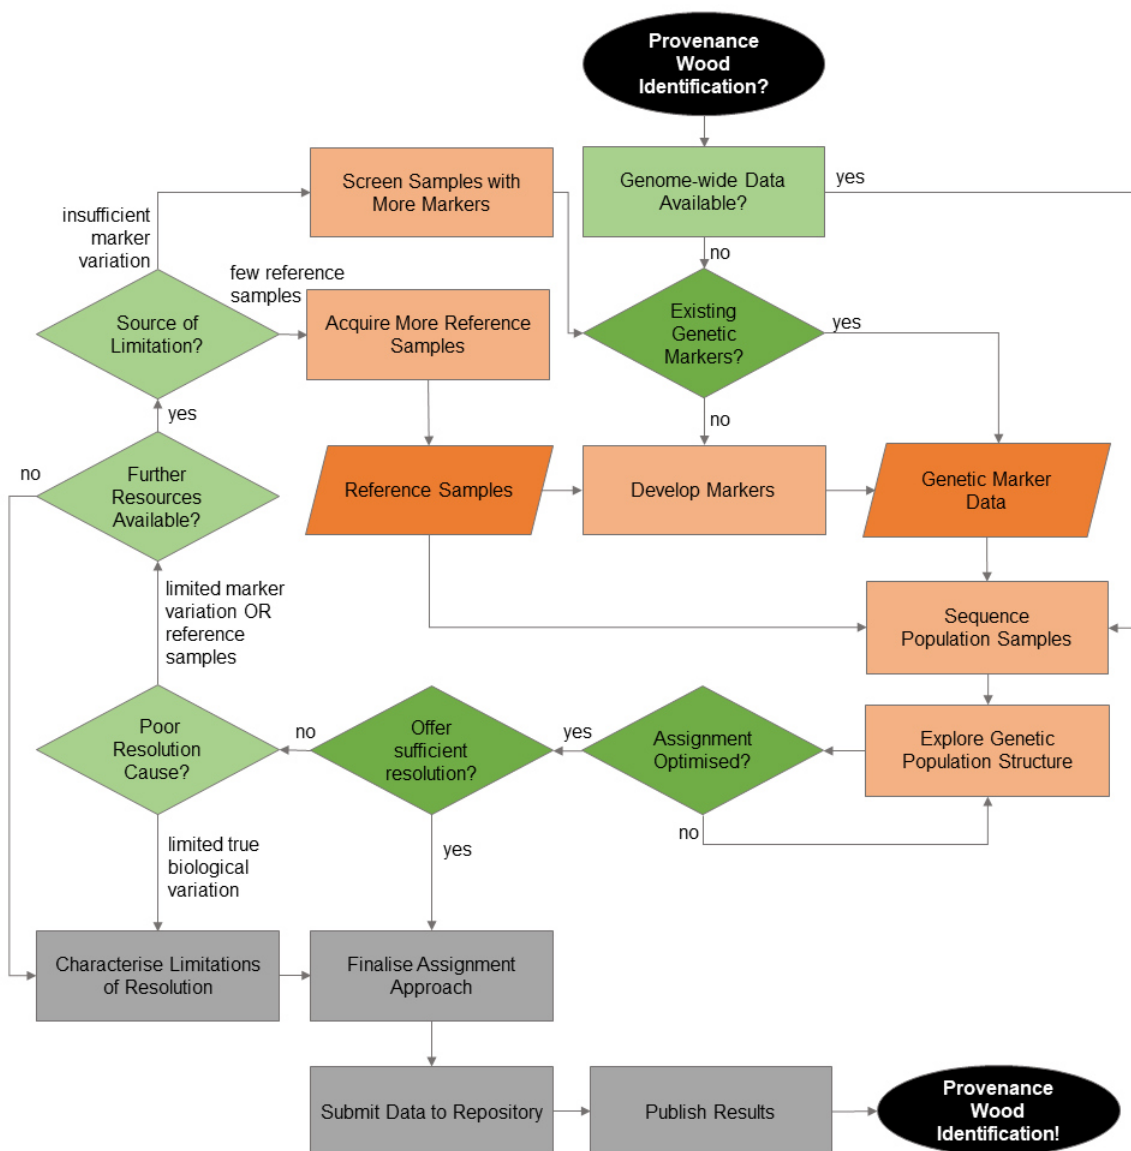 Provenance
Wood
Identification?
Screen Samples with
More Markers
Genome-wide Data
Available?
yes
insufficient
marker
variation
no
few reference
samples
Source of
Limitation?
Acquire More Reference
Samples
Existing
Genetic
Markers?
yes
yes
no
no
Further
Resources
Available?
Reference Samples
Develop Markers
Genetic Marker
Data
limited marker
variation OR
reference
samples
Sequence
Population Samples
Poor
Resolution
Cause?
no
Offer
sufficient
resolution?
yes
Assignment
Optimised?
Explore Genetic
Population Structure
no
limited true
biological
variation
yes
Characterise Limitations
of Resolution
Finalise Assignment
Approach
Submit Data to Repository
Publish Results
Provenance
Wood
Identification!